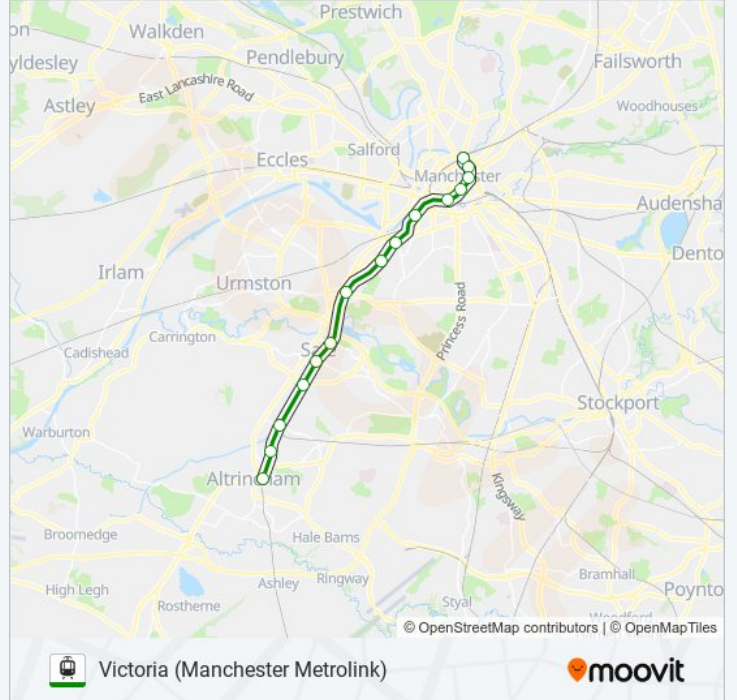 Prestwich
on
Walkden
Pendlebury
Failsworth
yldesley
East Lancashire Road
Astley
Woodhouses
Salford
Eccles
Manchester
Audensha
Dento
Irlam
Urmston
Princess Road
Carrington
Cadishead
Sale
Stockport
Warburton
Altrincham
Kingsway
Broomedge
Hale Barns
High Legh
Ashley
Ringway
Bramhall
Poynto
Rostherne
Styal
Woodford
© OpenStreetMap contributors | © OpenMapTiles
Victoria (Manchester Metrolink)
moovit